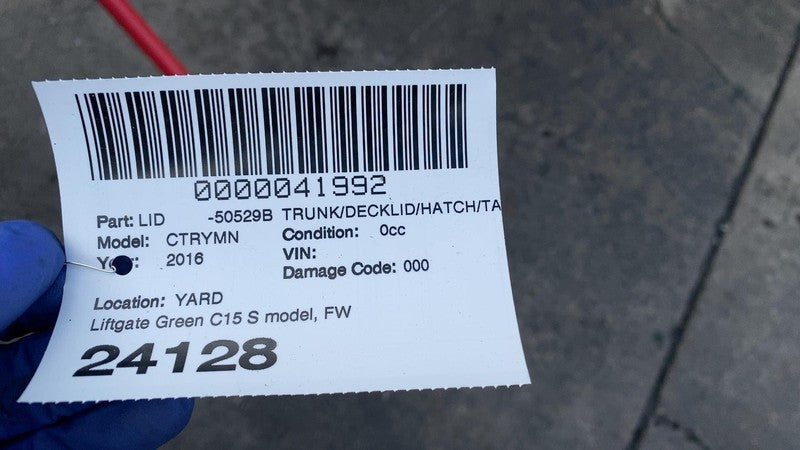 0000041992
Part: LID -50529B TRUNK/DECKLID/HATCH/TA
Model: CTRYMN Condition: 0cc
2016 VIN:
Damage Code: 000
Location: YARD
Liftgate Green C15 S model, FW
24128